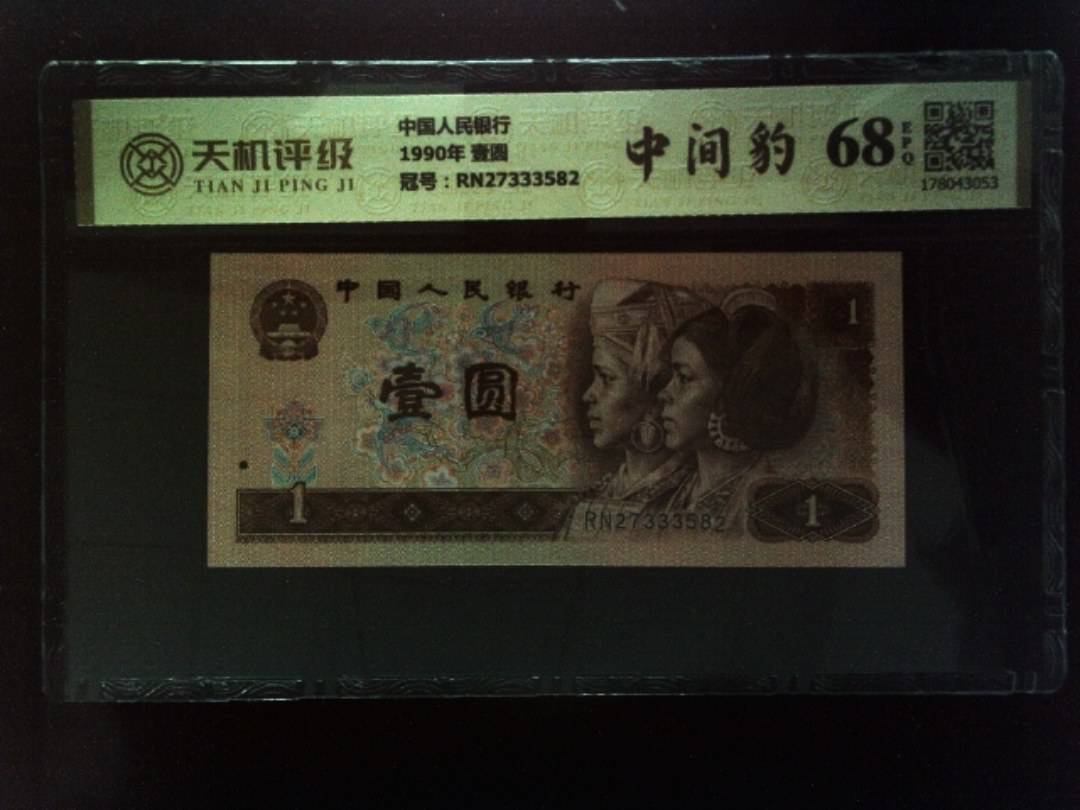 天机评级
TIAN JI PING JI
中国人民银行
1990年 壹圆
冠号：RN27333582
中间豹
68
EPQ
178043053
中国人民银行
壹圆
1
1
1
RN27333582